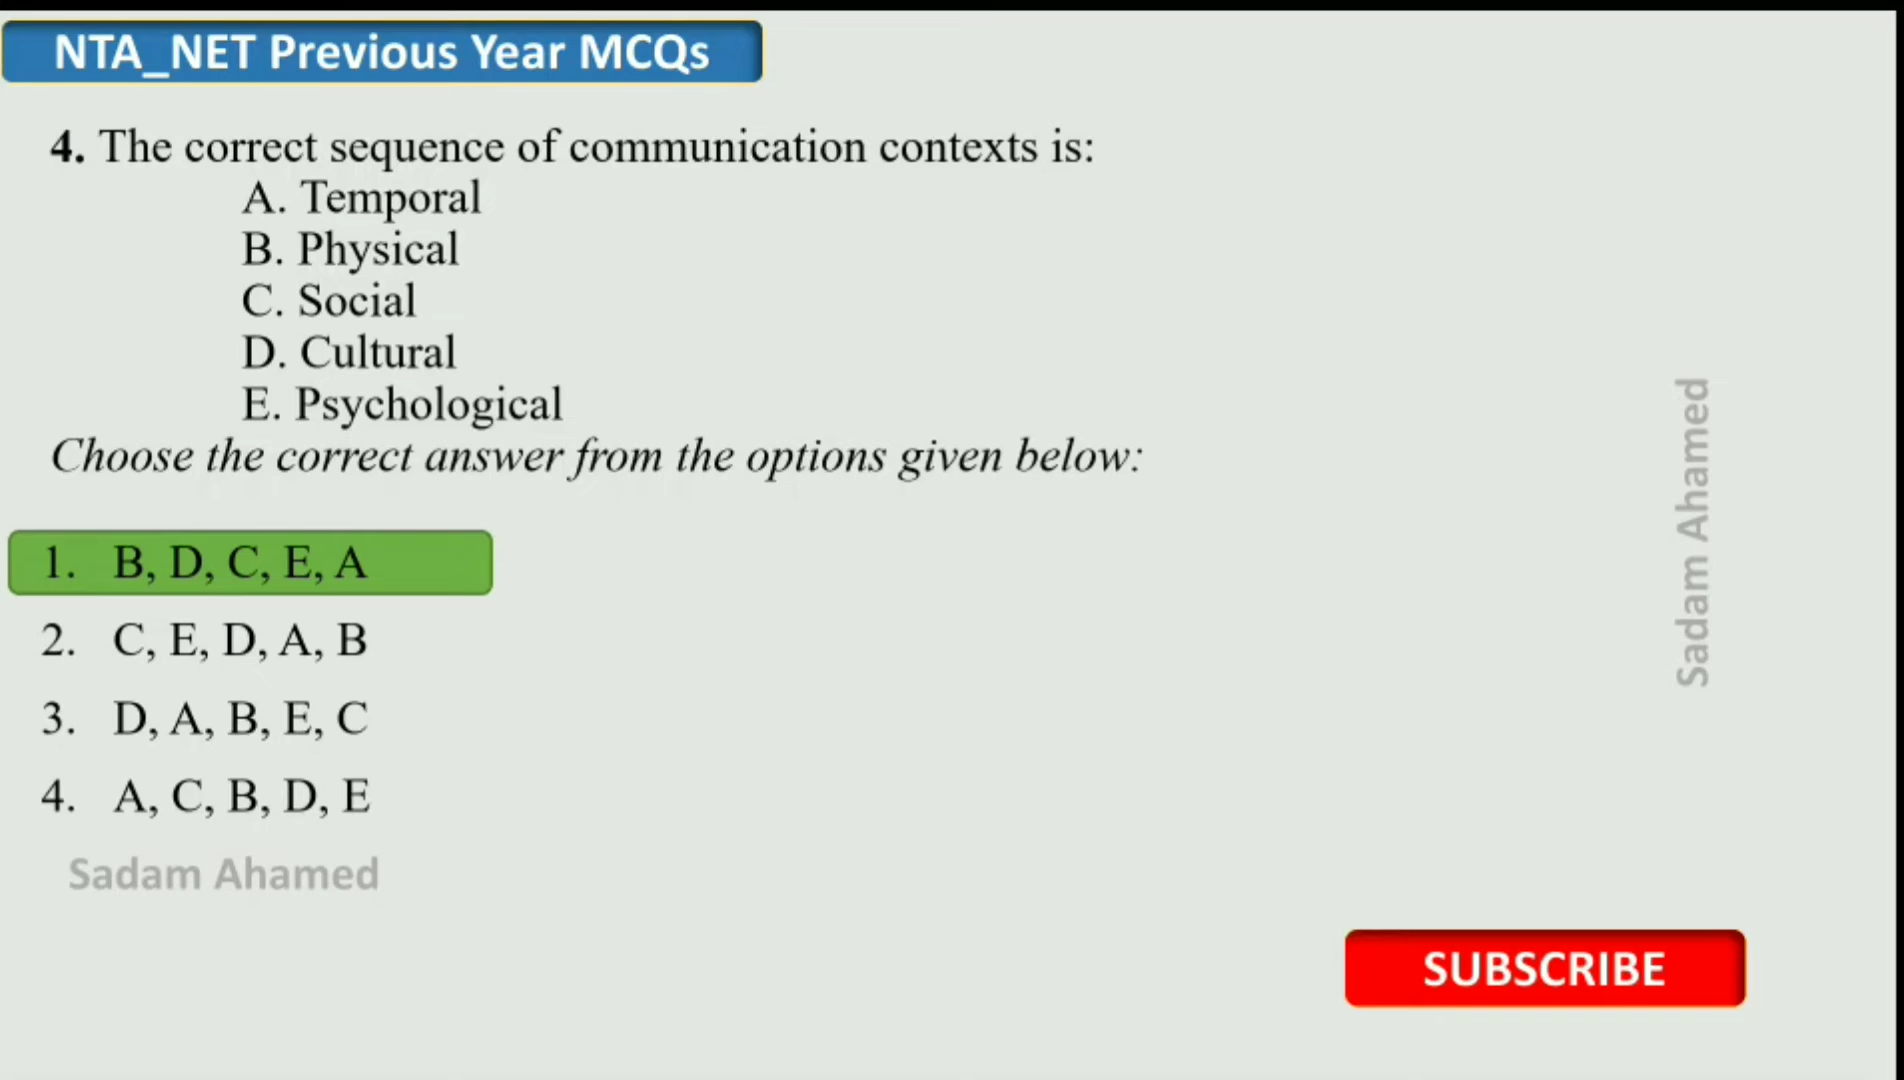 NTA_NET Previous Year MCQs
4. The correct sequence of communication contexts is:
A. Temporal
B. Physical
C. Social
D. Cultural
E. Psychological
Choose the correct answer from the options given below:
1. B, D, C, E, A
2. C, E, D, A, B
3. D, A, B, E, C
4. A, C, B, D, E
Sadam Ahamed
Sadam Ahamed
SUBSCRIBE